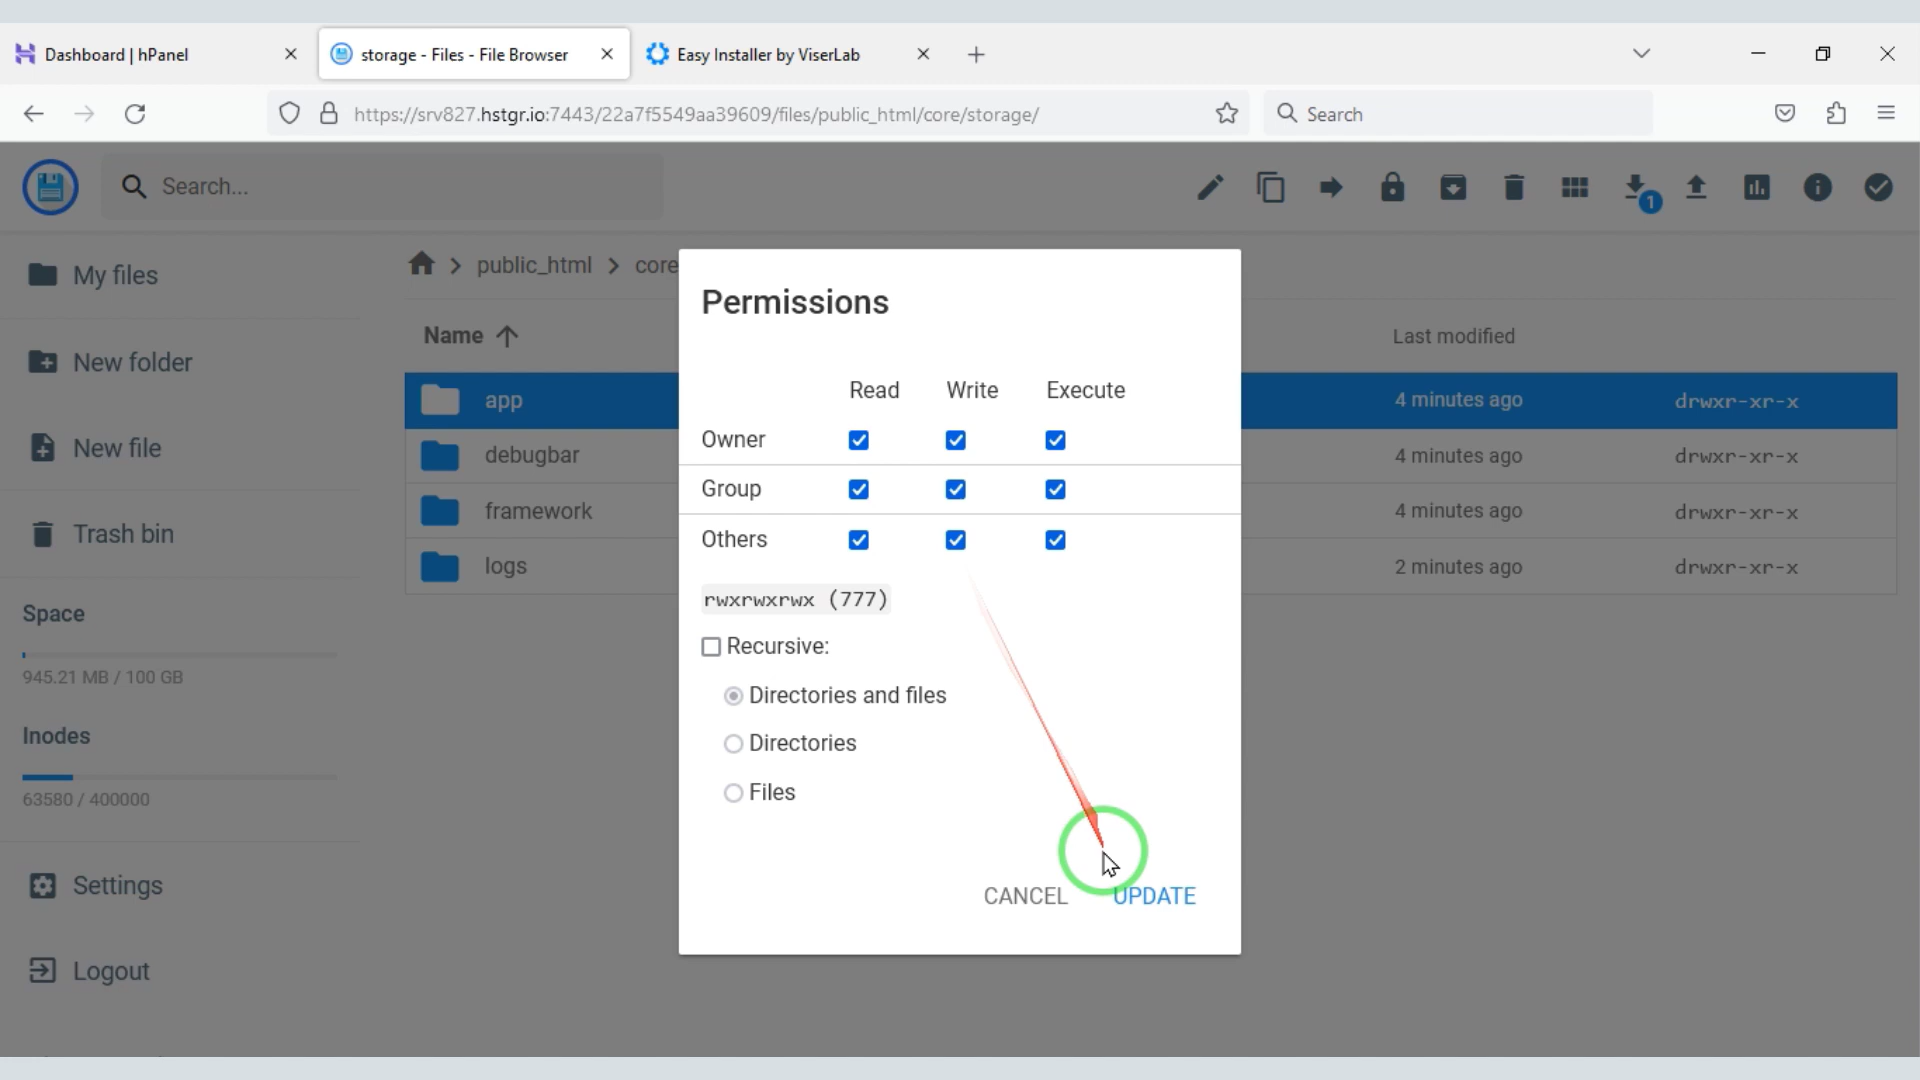 Dashboard | hPanel
storage - Files - File Browser
Easy Installer by ViserLab
https://srv827.hstgr.io:7443/22a7f5549aa39609/files/public_html/core/storage/
Search
Search...
1
My files
New folder
New file
Trash bin
Space
945.21 MB / 100 GB
Inodes
63580 / 400000
Settings
Logout
public_html
core
Name
Last modified
app
4 minutes ago
drwxr-xr-x
debugbar
4 minutes ago
drwxr-xr-x
framework
4 minutes ago
drwxr-xr-x
logs
2 minutes ago
drwxr-xr-x
Permissions
Read Write Execute
Owner
Group
Others
rwxrwxrwx (777)
Recursive:
Directories and files
Directories
Files
CANCEL UPDATE